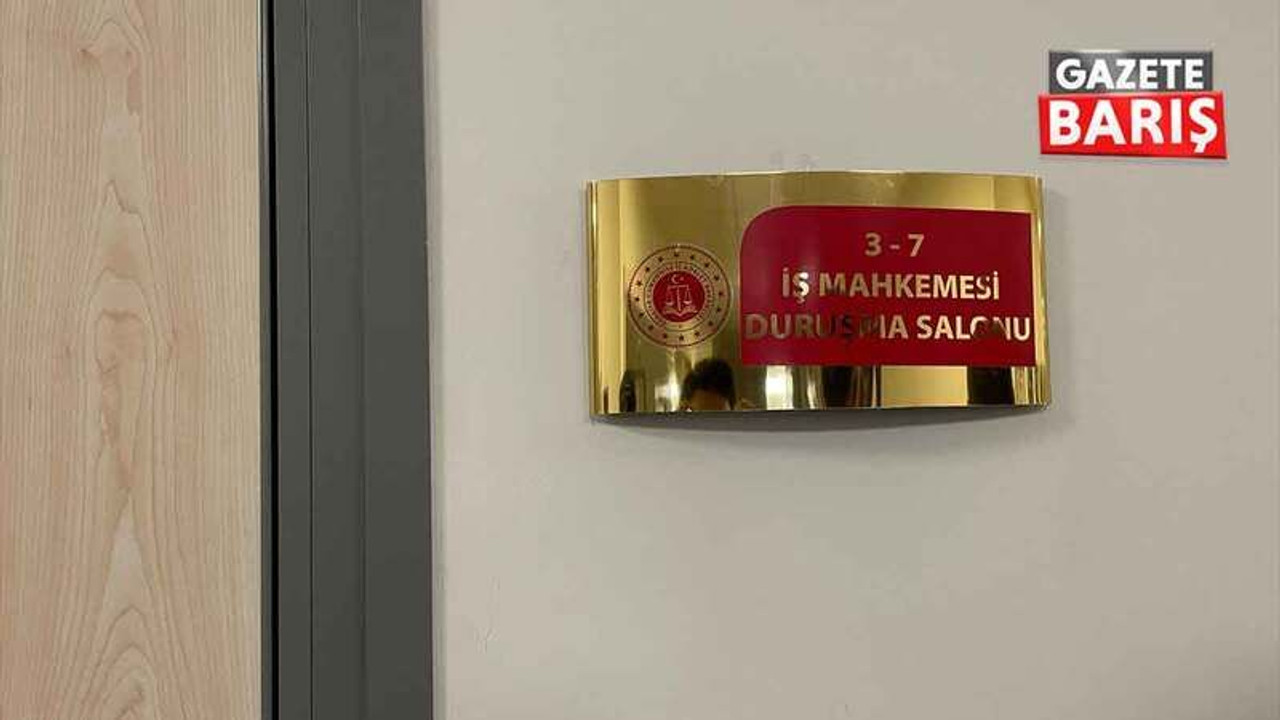 GAZETE
BARIŞ
3 - 7
İŞ MAHKEMESİ
DURUŞMA SALONU